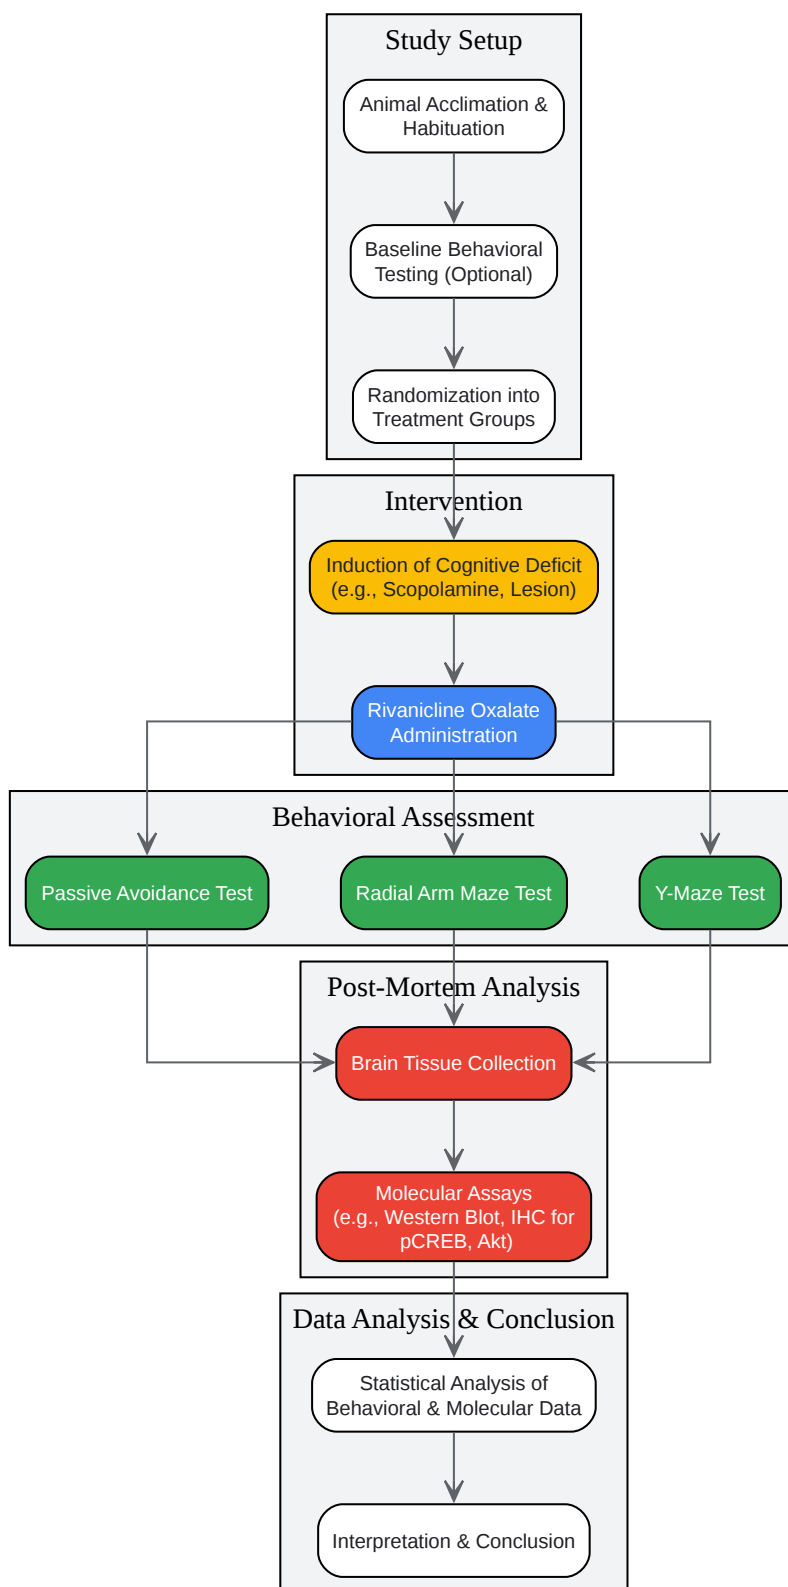 Study Setup
Animal Acclimation &
Habituation
Baseline Behavioral
Testing (Optional)
Randomization into
Treatment Groups
Intervention
Induction of Cognitive Deficit
(e.g., Scopolamine, Lesion)
Rivanicline Oxalate
Administration
Behavioral Assessment
Passive Avoidance Test
Radial Arm Maze Test
Y-Maze Test
Post-Mortem Analysis
Brain Tissue Collection
Molecular Assays
(e.g., Western Blot, IHC for
pCREB, Akt)
Data Analysis & Conclusion
Statistical Analysis of
Behavioral & Molecular Data
Interpretation & Conclusion